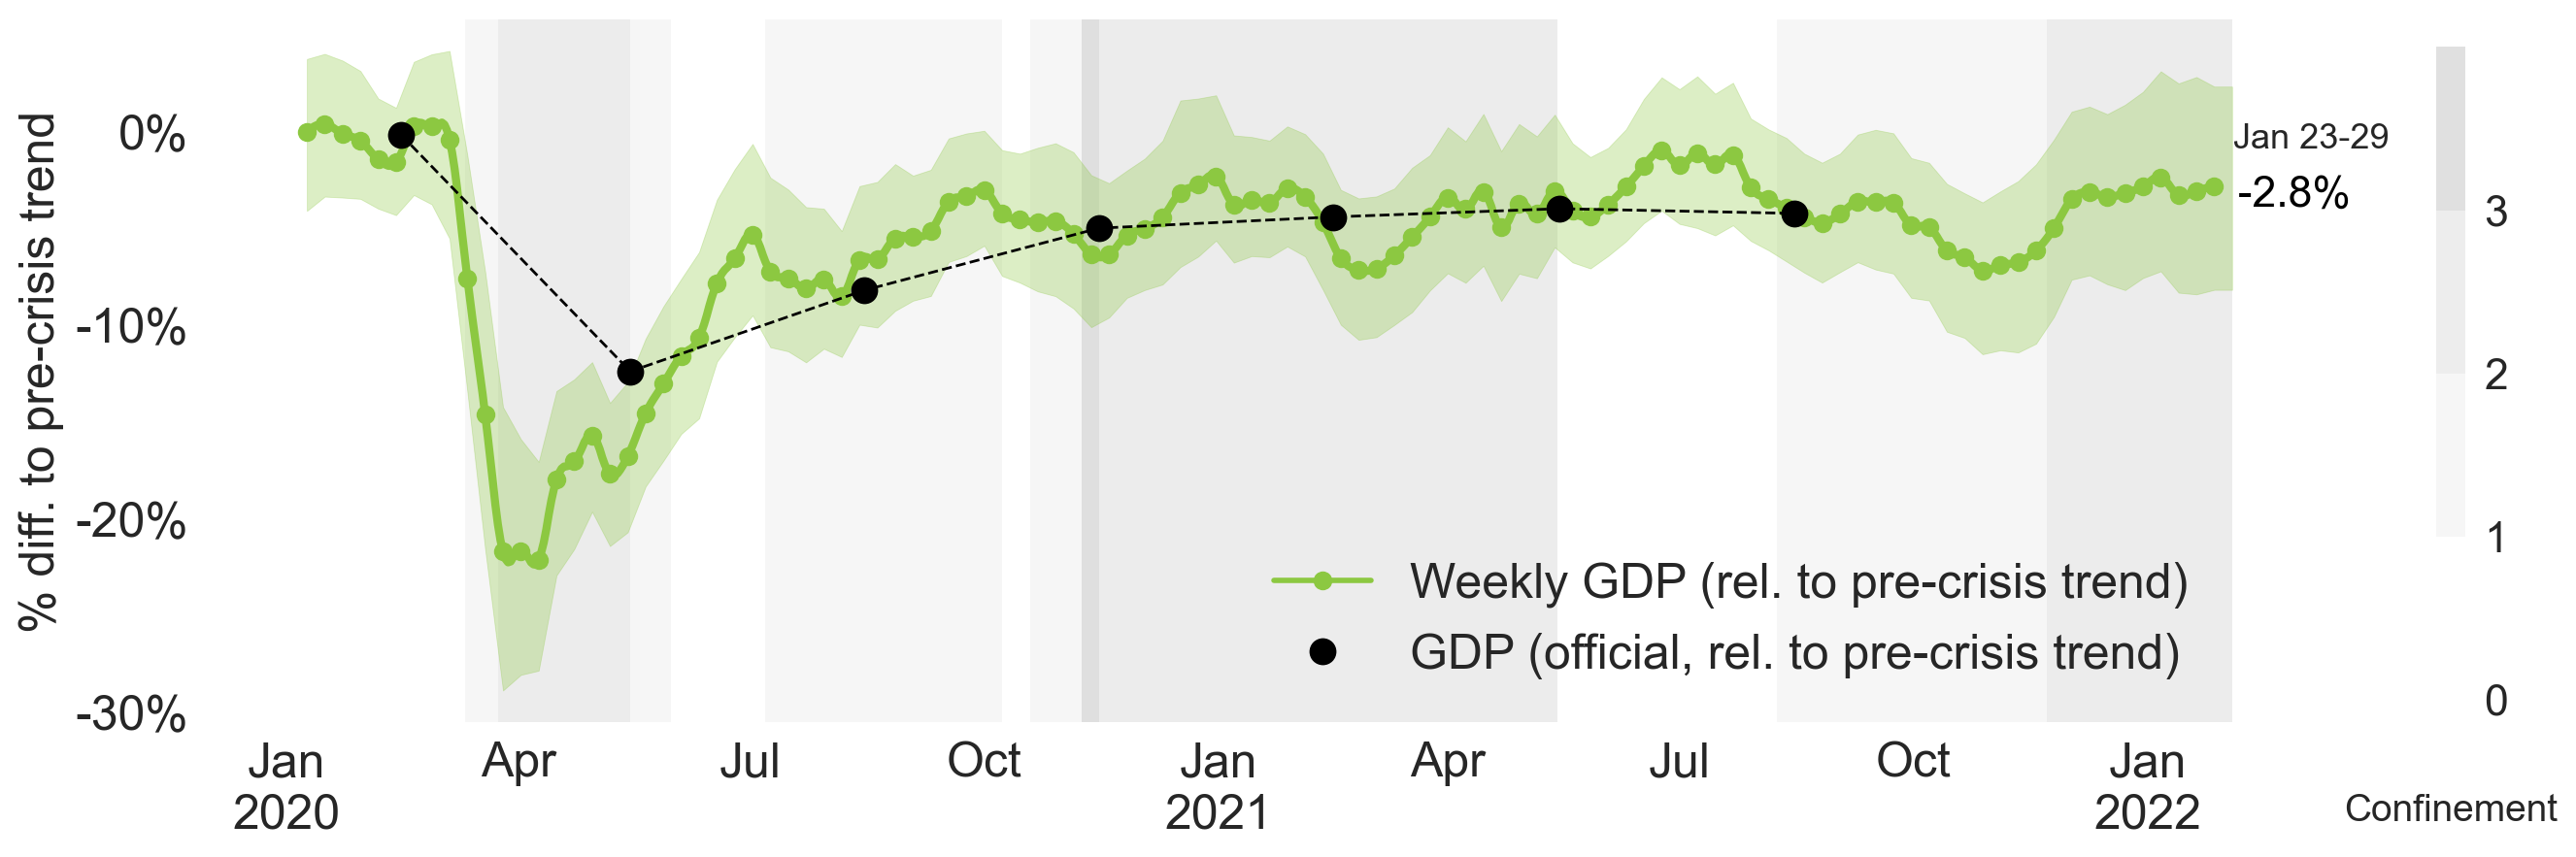 % diff. to pre-crisis trend
0%
-10%
-20%
-30%
Jan 23-29
-2.8%
Weekly GDP (rel. to pre-crisis trend)
GDP (official, rel. to pre-crisis trend)
Jan Apr Jul Oct Jan Apr Jul Oct Jan
2020 2021 2022
3
2
1
0
Confinement